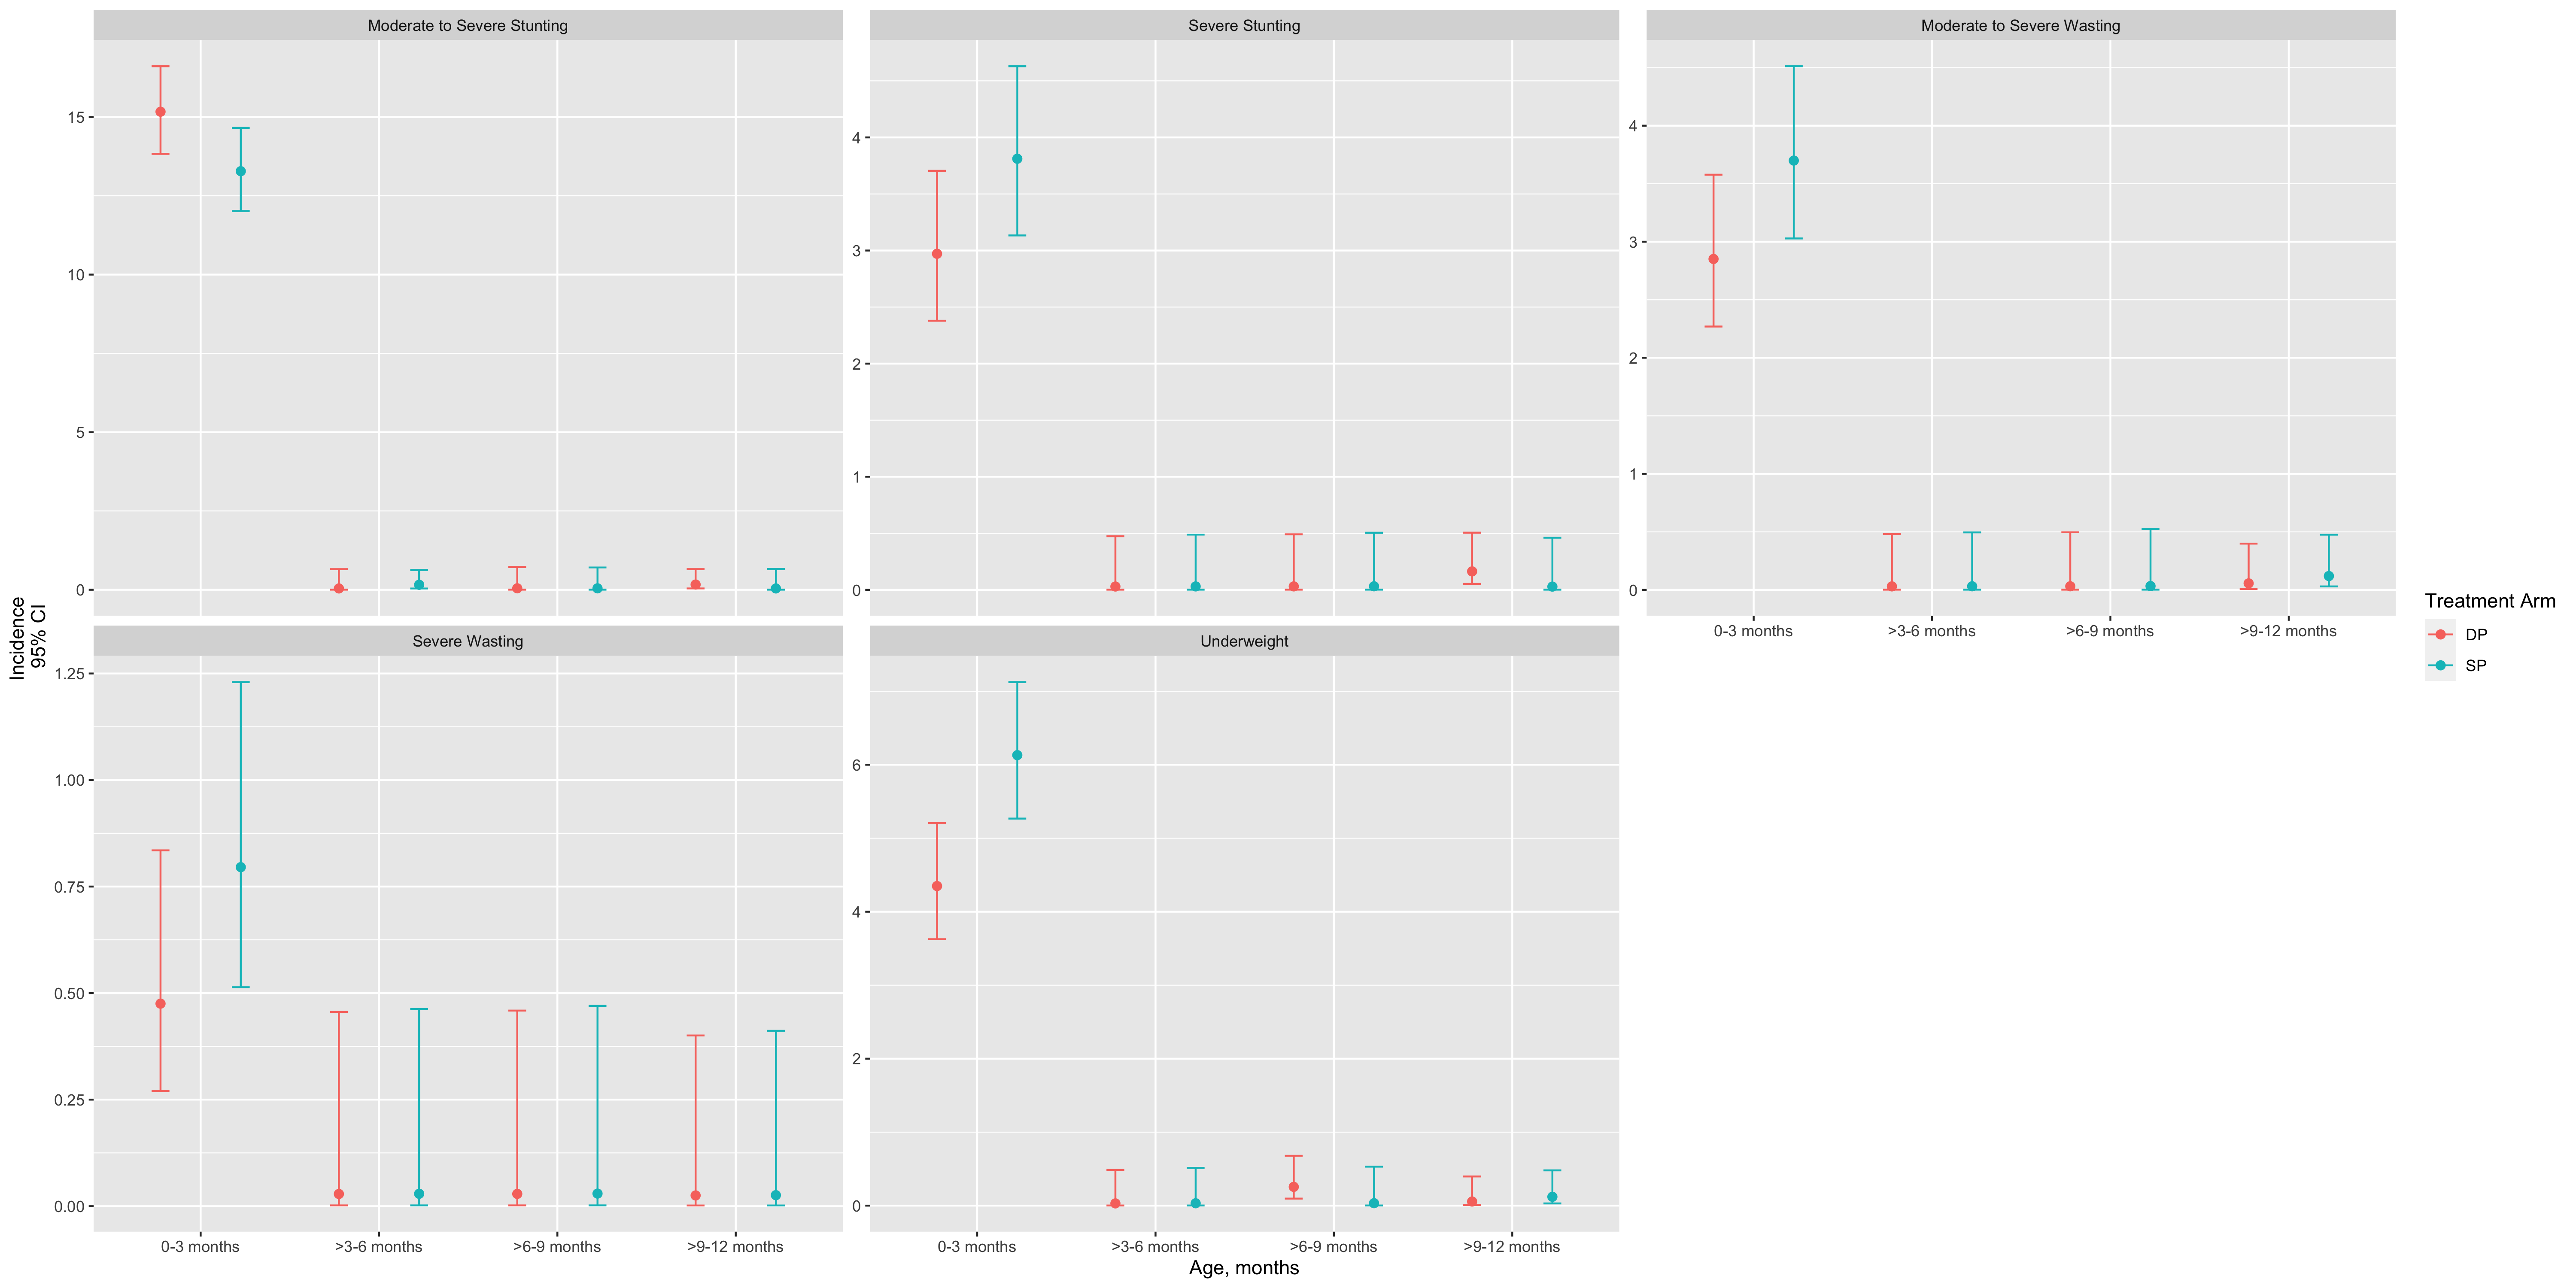 Moderate to Severe Stunting
Severe Stunting
Moderate to Severe Wasting
15
10
5
0
4
3
2
1
0
4
3
2
1
0
0-3 months
>3-6 months
>6-9 months
>9-12 months
Incidence
95% CI
Severe Wasting
Underweight
1.25
1.00
0.75
0.50
0.25
0.00
6
4
2
0
0-3 months
>3-6 months
>6-9 months
>9-12 months
0-3 months
>3-6 months
>6-9 months
>9-12 months
Age, months
Treatment Arm
DP
SP